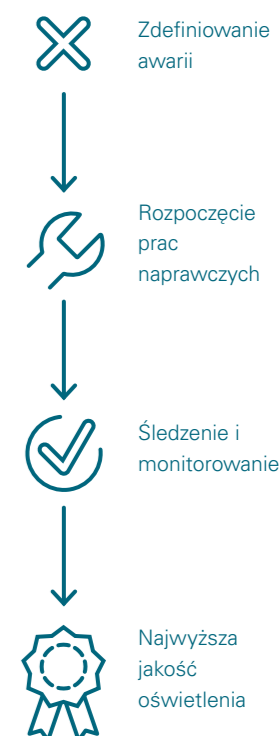 Zdefiniowanie
awarii
Rozpoczęcie
prac
naprawczych
Śledzenie i
monitorowanie
Najwyższa
jakość
oświetlenia